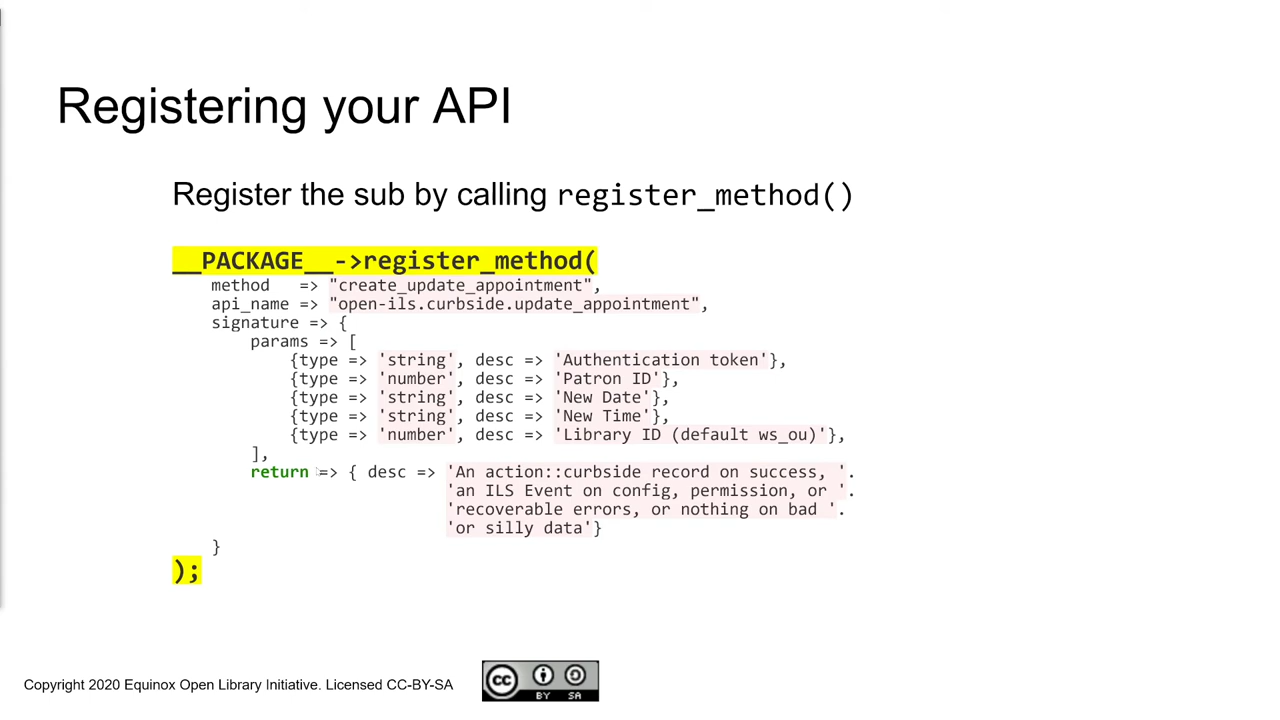 Registering your API
Register the sub by calling register_method()
__PACKAGE__->register_method(
    method   => "create_update_appointment",
    api_name => "open-ils.curbside.update_appointment",
    signature => {
        params => [
            {type => 'string', desc => 'Authentication token'},
            {type => 'number', desc => 'Patron ID'},
            {type => 'string', desc => 'New Date'},
            {type => 'string', desc => 'New Time'},
            {type => 'number', desc => 'Library ID (default ws_ou)'},
        ],
        return => { desc => 'An action::curbside record on success, '.
                            'an ILS Event on config, permission, or '.
                            'recoverable errors, or nothing on bad '.
                            'or silly data'}
    }
);
Copyright 2020 Equinox Open Library Initiative. Licensed CC-BY-SA
cc BY SA